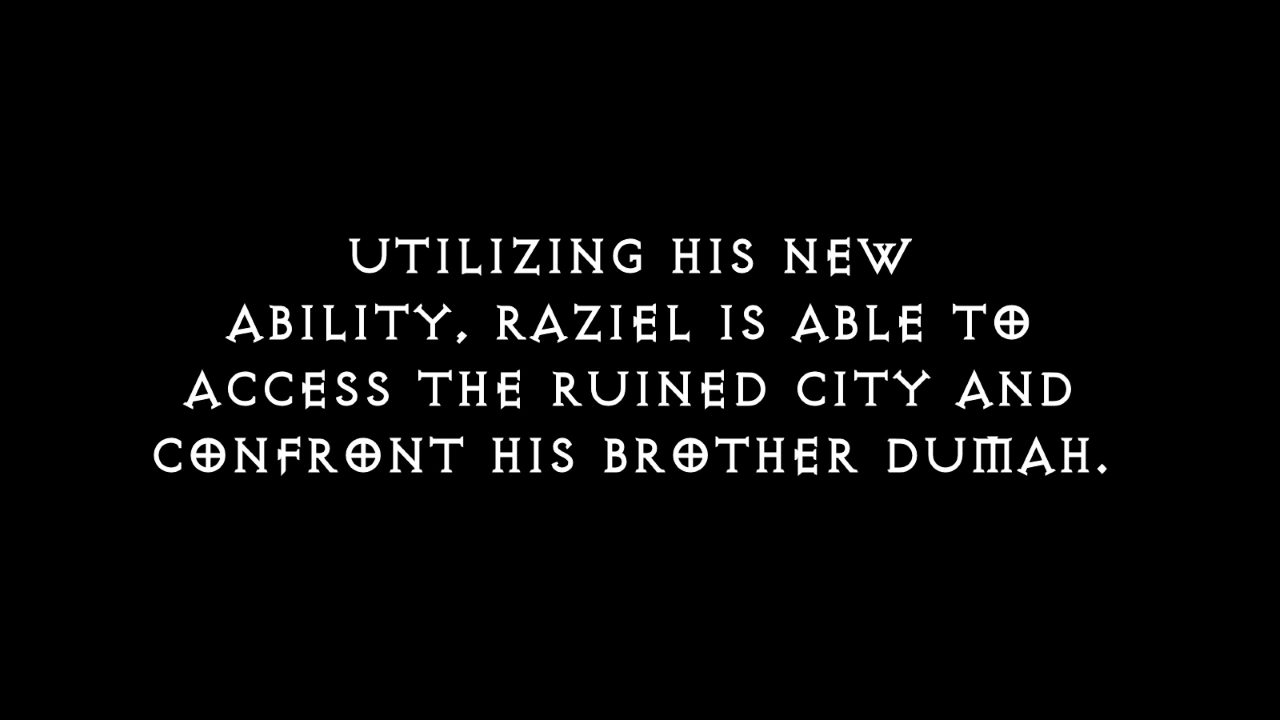 UTILIZING HIS NEW
ABILITY, RAZIEL IS ABLE TO
ACCESS THE RUINED CITY AND
CONFRONT HIS BROTHER DUMAH.